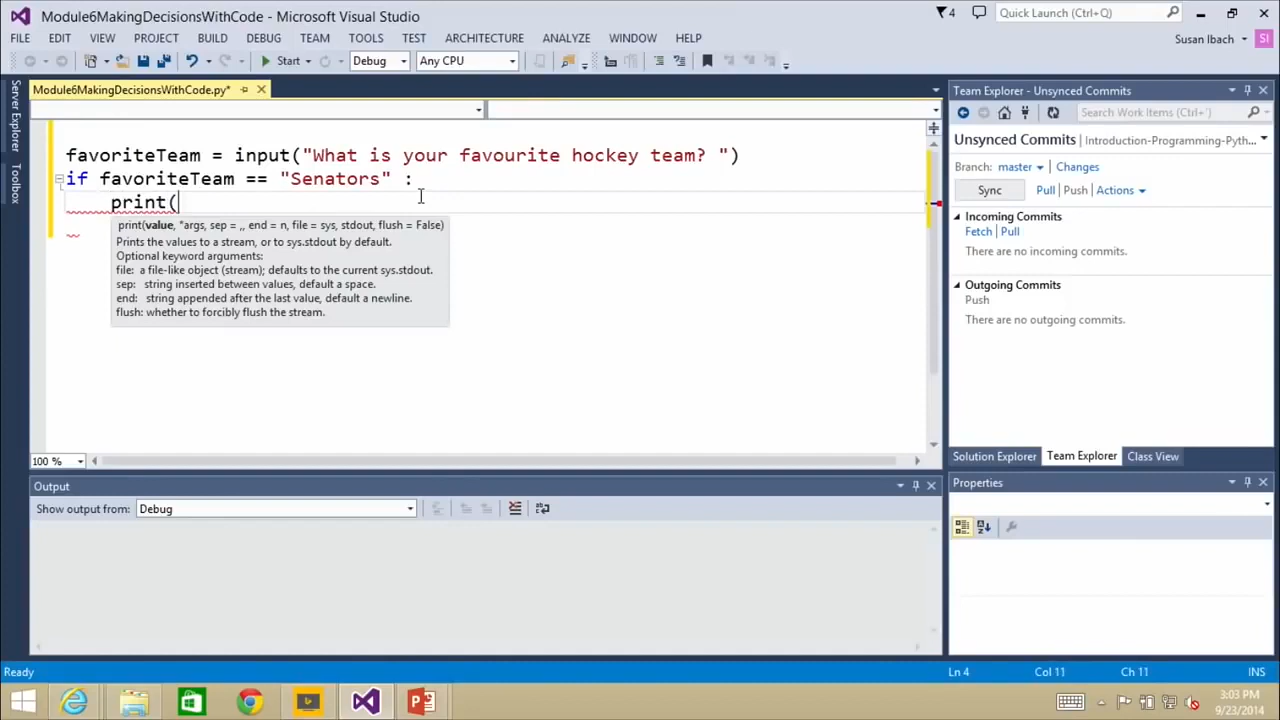 Module6MakingDecisionsWithCode - Microsoft Visual Studio
4
Quick Launch (Ctrl+Q)
FILE EDIT VIEW PROJECT BUILD DEBUG TEAM TOOLS TEST ARCHITECTURE ANALYZE WINDOW HELP
Susan Ibach SI
Start Debug Any CPU
Server Explorer
Toolbox
Module6MakingDecisionsWithCode.py*
favoriteTeam = input("What is your favourite hockey team? ")
if favoriteTeam == "Senators" :
print(
print(value, *args, sep = ,, end = n, file = sys, stdout, flush = False)
Prints the values to a stream, or to sys.stdout by default.
Optional keyword arguments:
file: a file-like object (stream); defaults to the current sys.stdout.
sep: string inserted between values, default a space.
end: string appended after the last value, default a newline.
flush: whether to forcibly flush the stream.
100 %
Output
Show output from: Debug
Team Explorer - Unsynced Commits
Search Work Items (Ctrl+')
Unsynced Commits Introduction-Programming-Pyth...
Branch: master Changes
Sync Pull Push Actions
Incoming Commits
Fetch Pull
There are no incoming commits.
Outgoing Commits
Push
There are no outgoing commits.
Solution Explorer Team Explorer Class View
Properties
Ready Ln 4 Col 11 Ch 11 INS
3:03 PM
9/23/2014